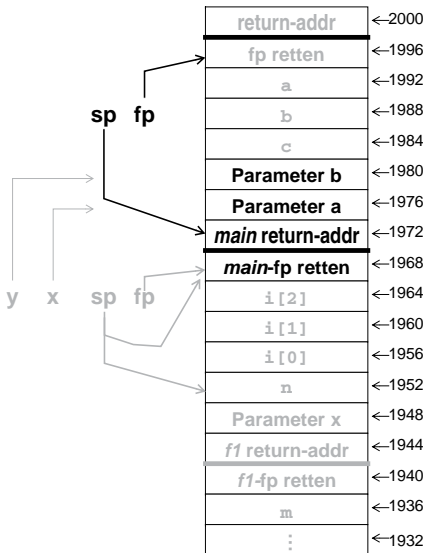 return-addr ←2000
fp retten ←1996
a ←1992
b ←1988
sp fp
c ←1984
Parameter b ←1980
Parameter a ←1976
main return-addr ←1972
main-fp retten ←1968
y x sp fp
i[2] ←1964
i[1] ←1960
i[0] ←1956
n ←1952
Parameter x ←1948
f1 return-addr ←1944
f1-fp retten ←1940
m ←1936
⋮ ←1932